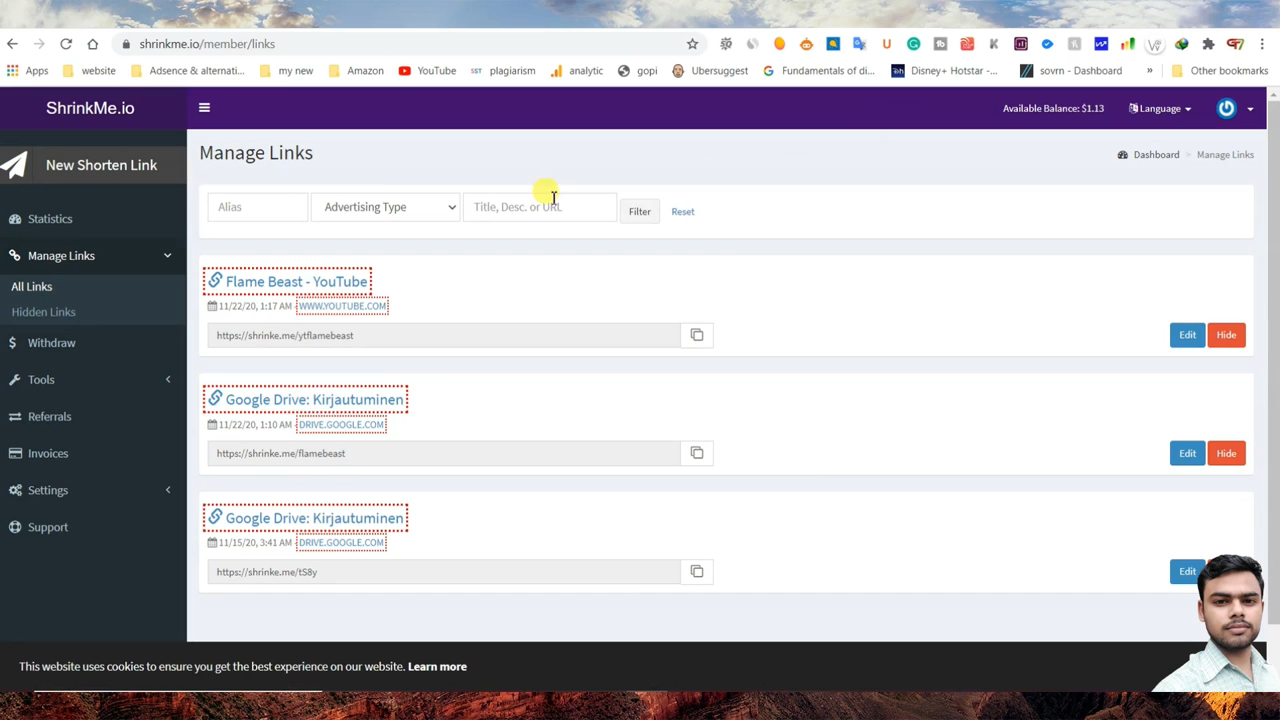 shrinkme.io/member/links
Apps website Adsence & alternati... my new Amazon YouTube plagiarism analytic gopi Ubersuggest Fundamentals of di... Disney+ Hotstar -... sovrn - Dashboard » Other bookmarks
ShrinkMe.io
Available Balance: $1.13 Language
New Shorten Link
Manage Links
Dashboard > Manage Links
Alias Advertising Type Title, Desc. or URL Filter Reset
Statistics
Manage Links
All Links
Hidden Links
Withdraw
Tools
Referrals
Invoices
Settings
Support
Flame Beast - YouTube
11/22/20, 1:17 AM - WWW.YOUTUBE.COM
https://shrinke.me/ytflamebeast
Edit Hide
Google Drive: Kirjautuminen
11/22/20, 1:10 AM - DRIVE.GOOGLE.COM
https://shrinke.me/flamebeast
Edit Hide
Google Drive: Kirjautuminen
11/15/20, 3:41 AM - DRIVE.GOOGLE.COM
https://shrinke.me/tS8y
Edit
This website uses cookies to ensure you get the best experience on our website. Learn more